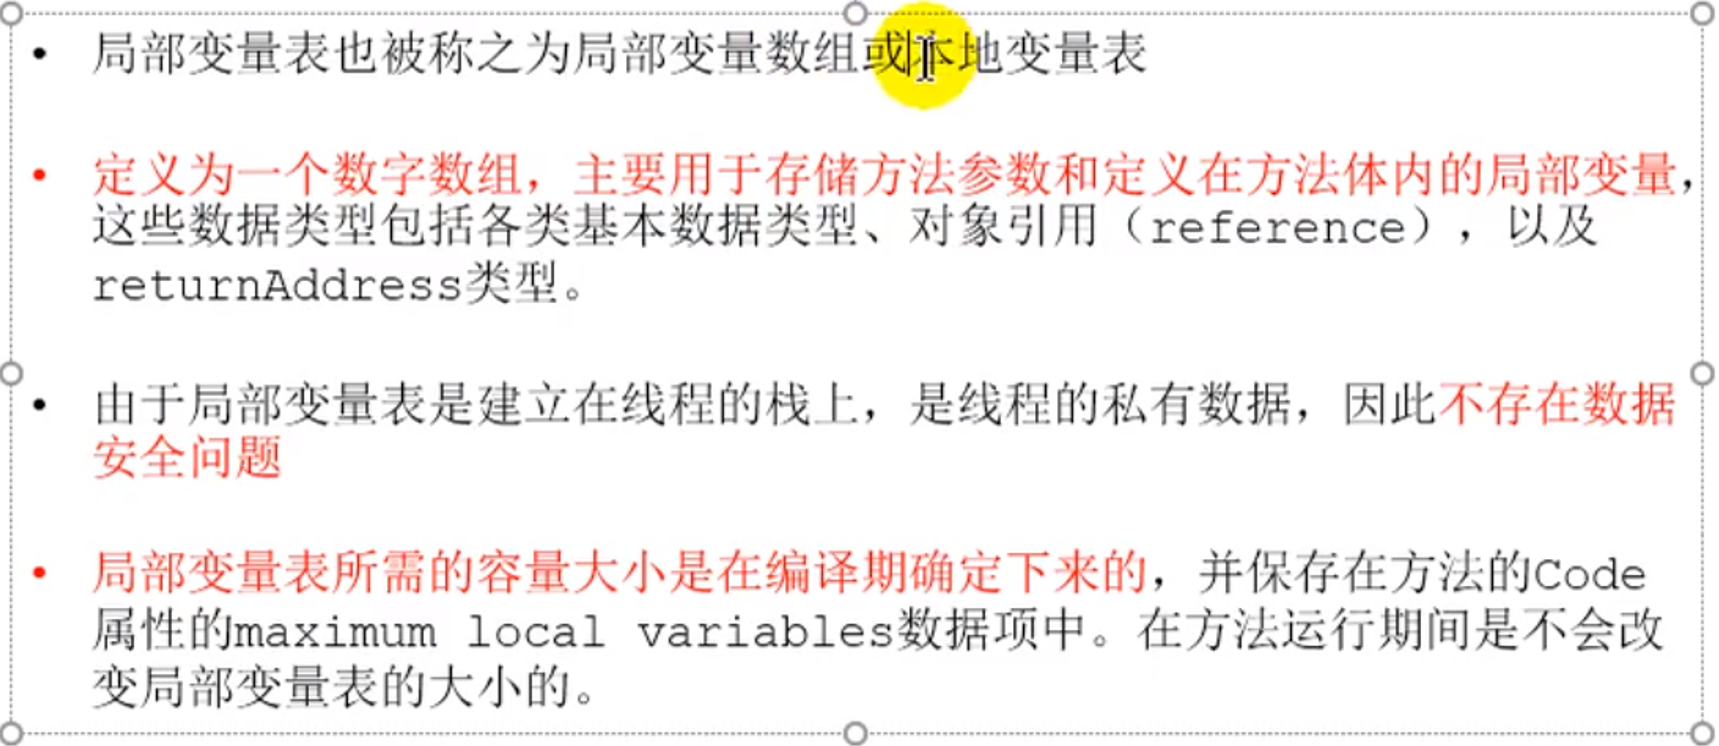 • 局部变量表也被称之为局部变量数组或本地变量表
• 定义为一个数字数组，主要用于存储方法参数和定义在方法体内的局部变量，
这些数据类型包括各类基本数据类型、对象引用（reference），以及
returnAddress类型。
• 由于局部变量表是建立在线程的栈上，是线程的私有数据，因此不存在数据
安全问题
• 局部变量表所需的容量大小是在编译期确定下来的，并保存在方法的Code
属性的maximum local variables数据项中。在方法运行期间是不会改
变局部变量表的大小的。